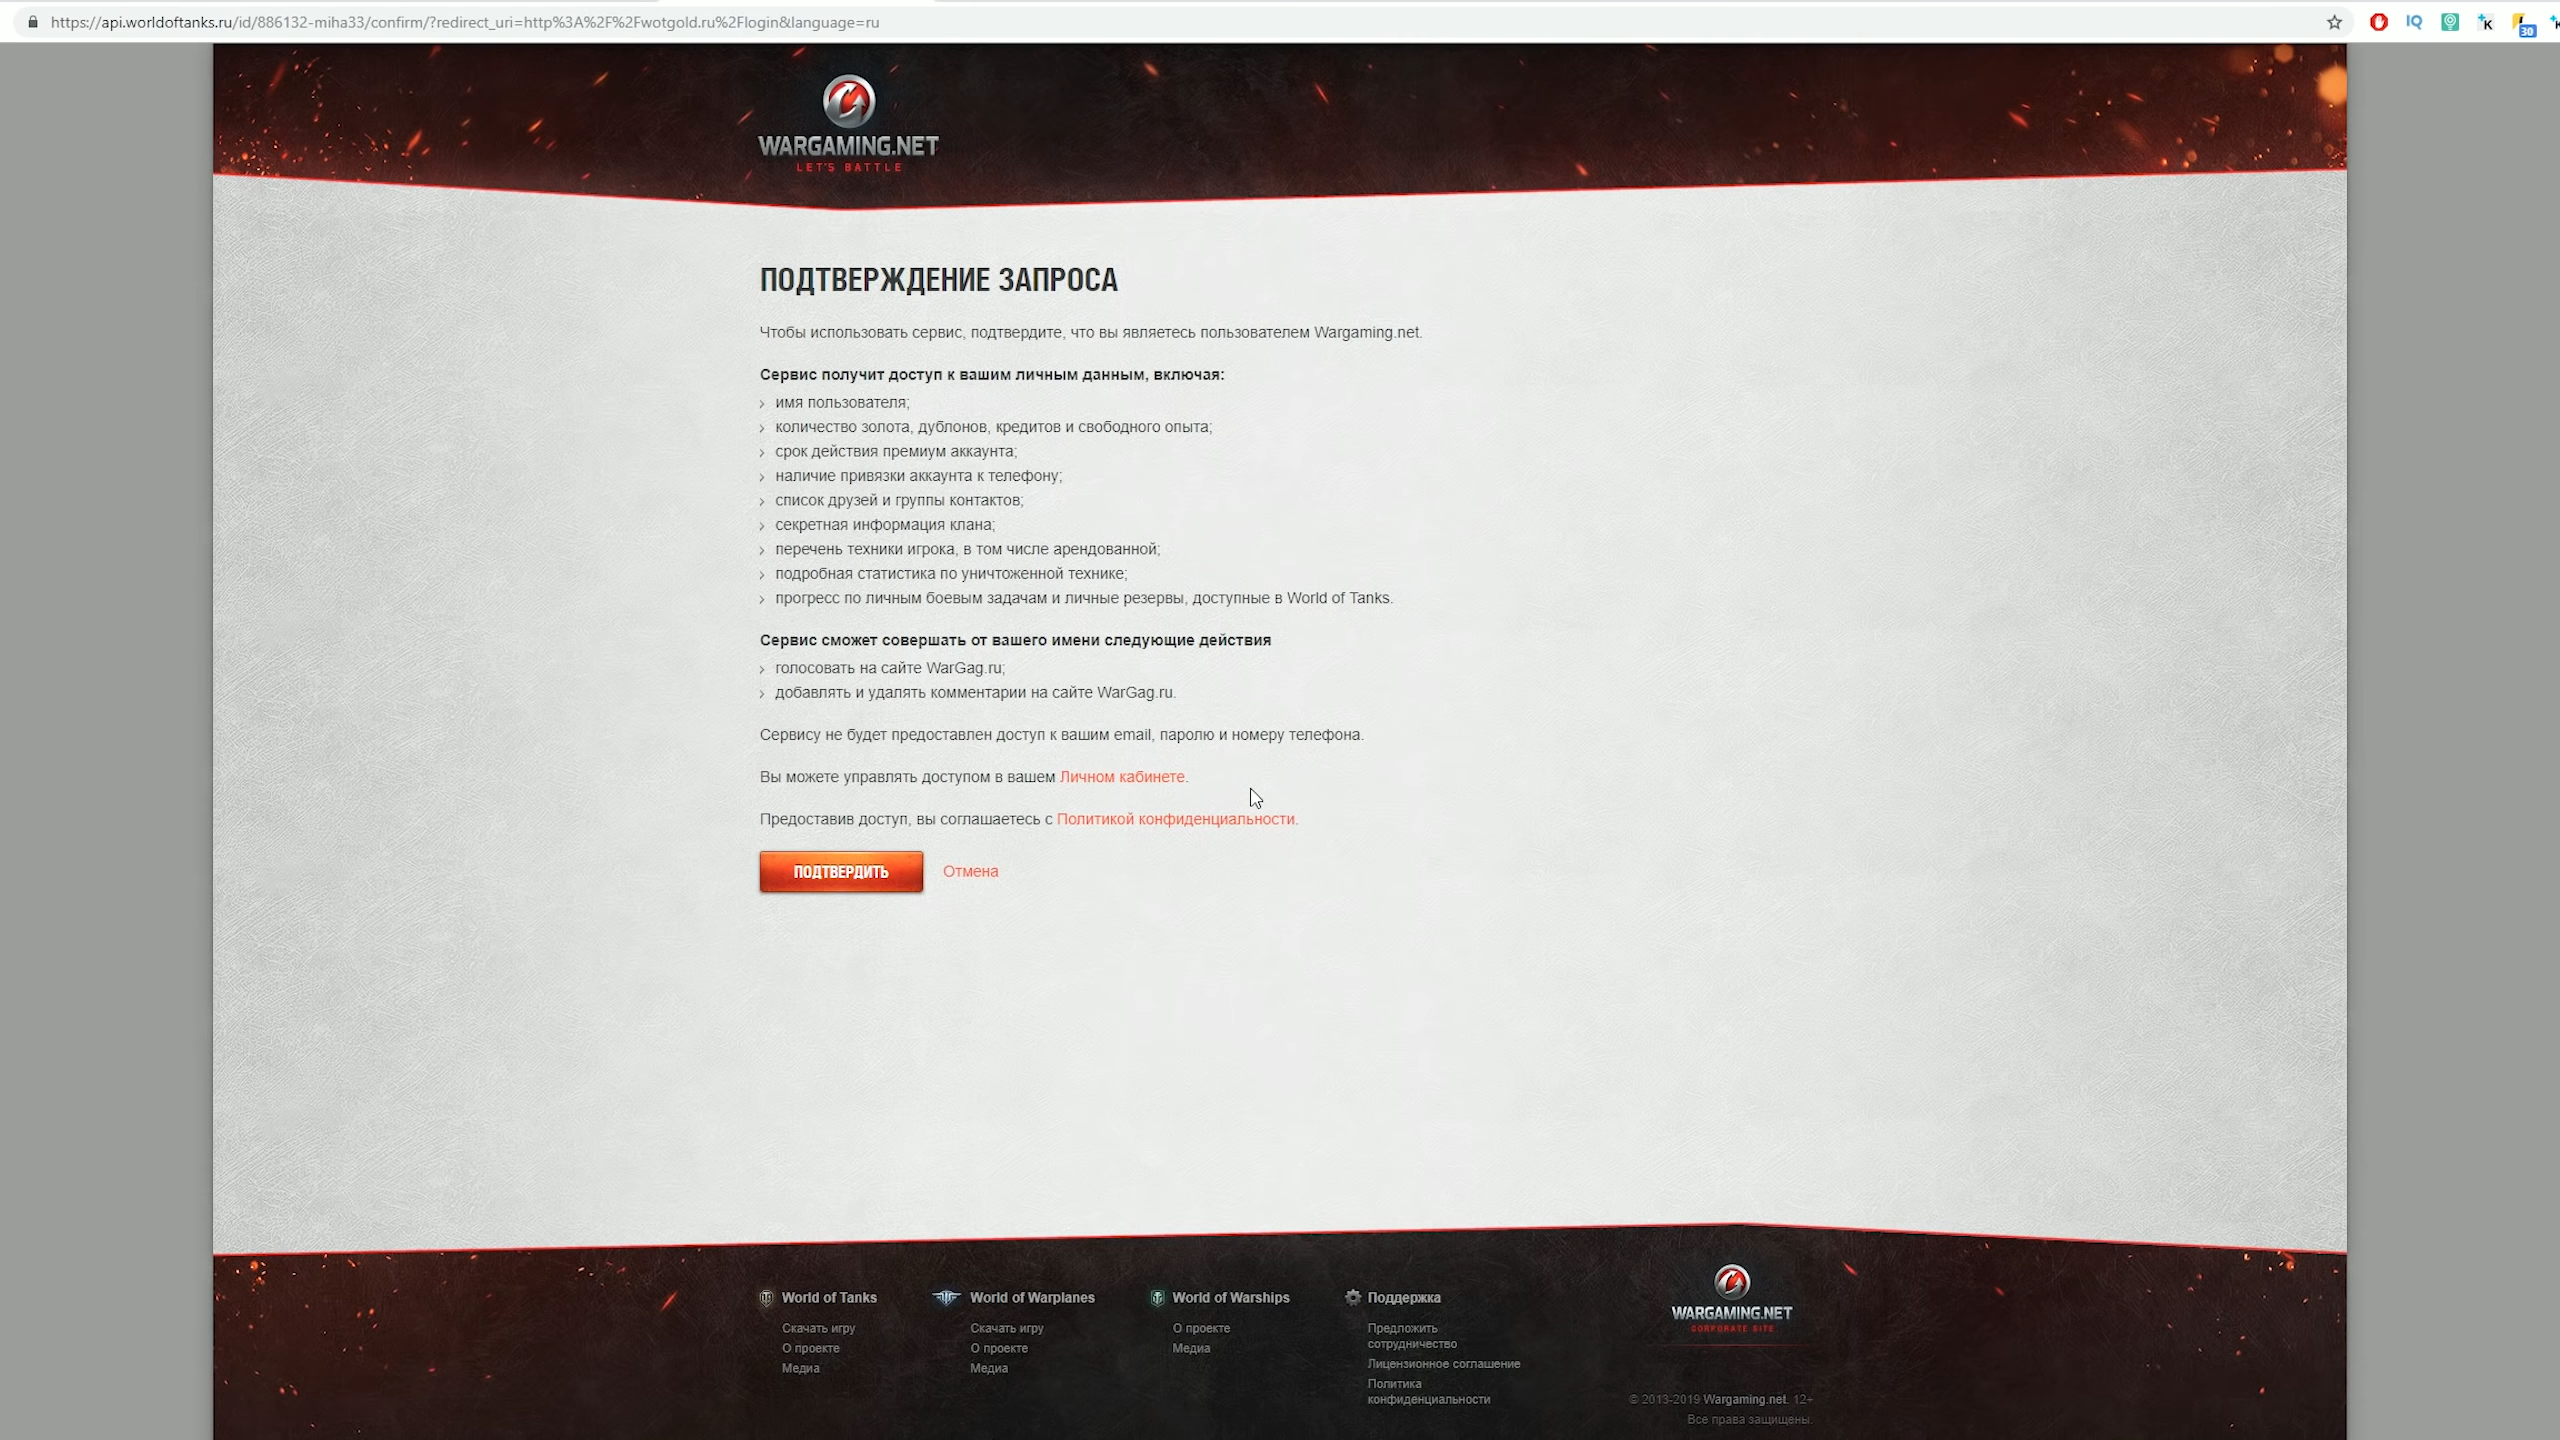 https://api.worldoftanks.ru/id/886132-miha33/confirm/?redirect_uri=http%3A%2F%2Fwotgold.ru%2Flogin&language=ru
IQ
K
30
WARGAMING.NET
LET'S BATTLE
ПОДТВЕРЖДЕНИЕ ЗАПРОСА
Чтобы использовать сервис, подтвердите, что вы являетесь пользователем Wargaming.net.
Сервис получит доступ к вашим личным данным, включая:
имя пользователя;
количество золота, дублонов, кредитов и свободного опыта;
срок действия премиум аккаунта;
наличие привязки аккаунта к телефону;
список друзей и группы контактов;
секретная информация клана;
перечень техники игрока, в том числе арендованной;
подробная статистика по уничтоженной технике;
прогресс по личным боевым задачам и личные резервы, доступные в World of Tanks.
Сервис сможет совершать от вашего имени следующие действия
голосовать на сайте WarGag.ru;
добавлять и удалять комментарии на сайте WarGag.ru.
Сервису не будет предоставлен доступ к вашим email, паролю и номеру телефона.
Вы можете управлять доступом в вашем Личном кабинете.
Предоставив доступ, вы соглашаетесь с Политикой конфиденциальности.
ПОДТВЕРДИТЬ Отмена
World of Tanks
Скачать игру
О проекте
Медиа
World of Warplanes
Скачать игру
О проекте
Медиа
World of Warships
О проекте
Медиа
Поддержка
Предложить
сотрудничество
Лицензионное соглашение
Политика
конфиденциальности
WARGAMING.NET
CORPORATE SITE
© 2013-2019 Wargaming.net. 12+
Все права защищены.